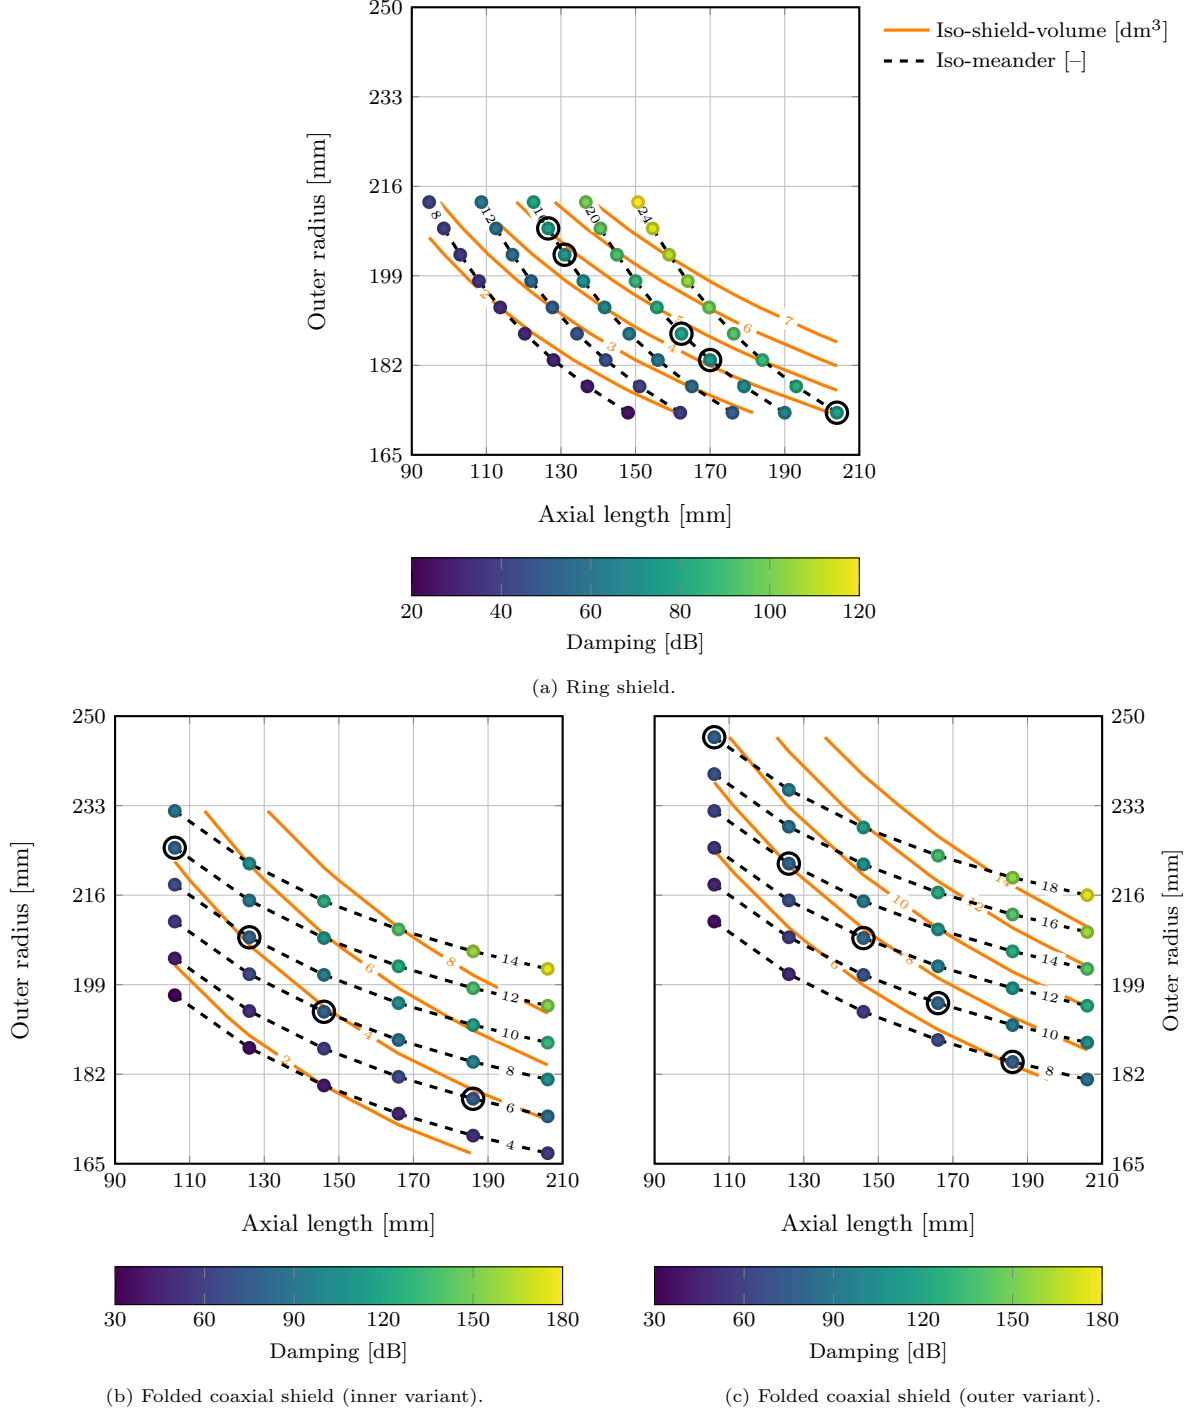 250
233
216
199
182
165
Outer radius [mm]
Iso-shield-volume [dm³]
Iso-meander [–]
8
12
16
20
24
2
3
4
5
6
7
90 110 130 150 170 190 210
Axial length [mm]
20 40 60 80 100 120
Damping [dB]
(a) Ring shield.
250
233
216
199
182
165
Outer radius [mm]
2
4
6
8
14
12
10
8
6
4
90 110 130 150 170 190 210
Axial length [mm]
30 60 90 120 150 180
Damping [dB]
(b) Folded coaxial shield (inner variant).
250
233
216
199
182
165
Outer radius [mm]
6
8
10
12
14
18
16
14
12
10
8
90 110 130 150 170 190 210
Axial length [mm]
30 60 90 120 150 180
Damping [dB]
(c) Folded coaxial shield (outer variant).